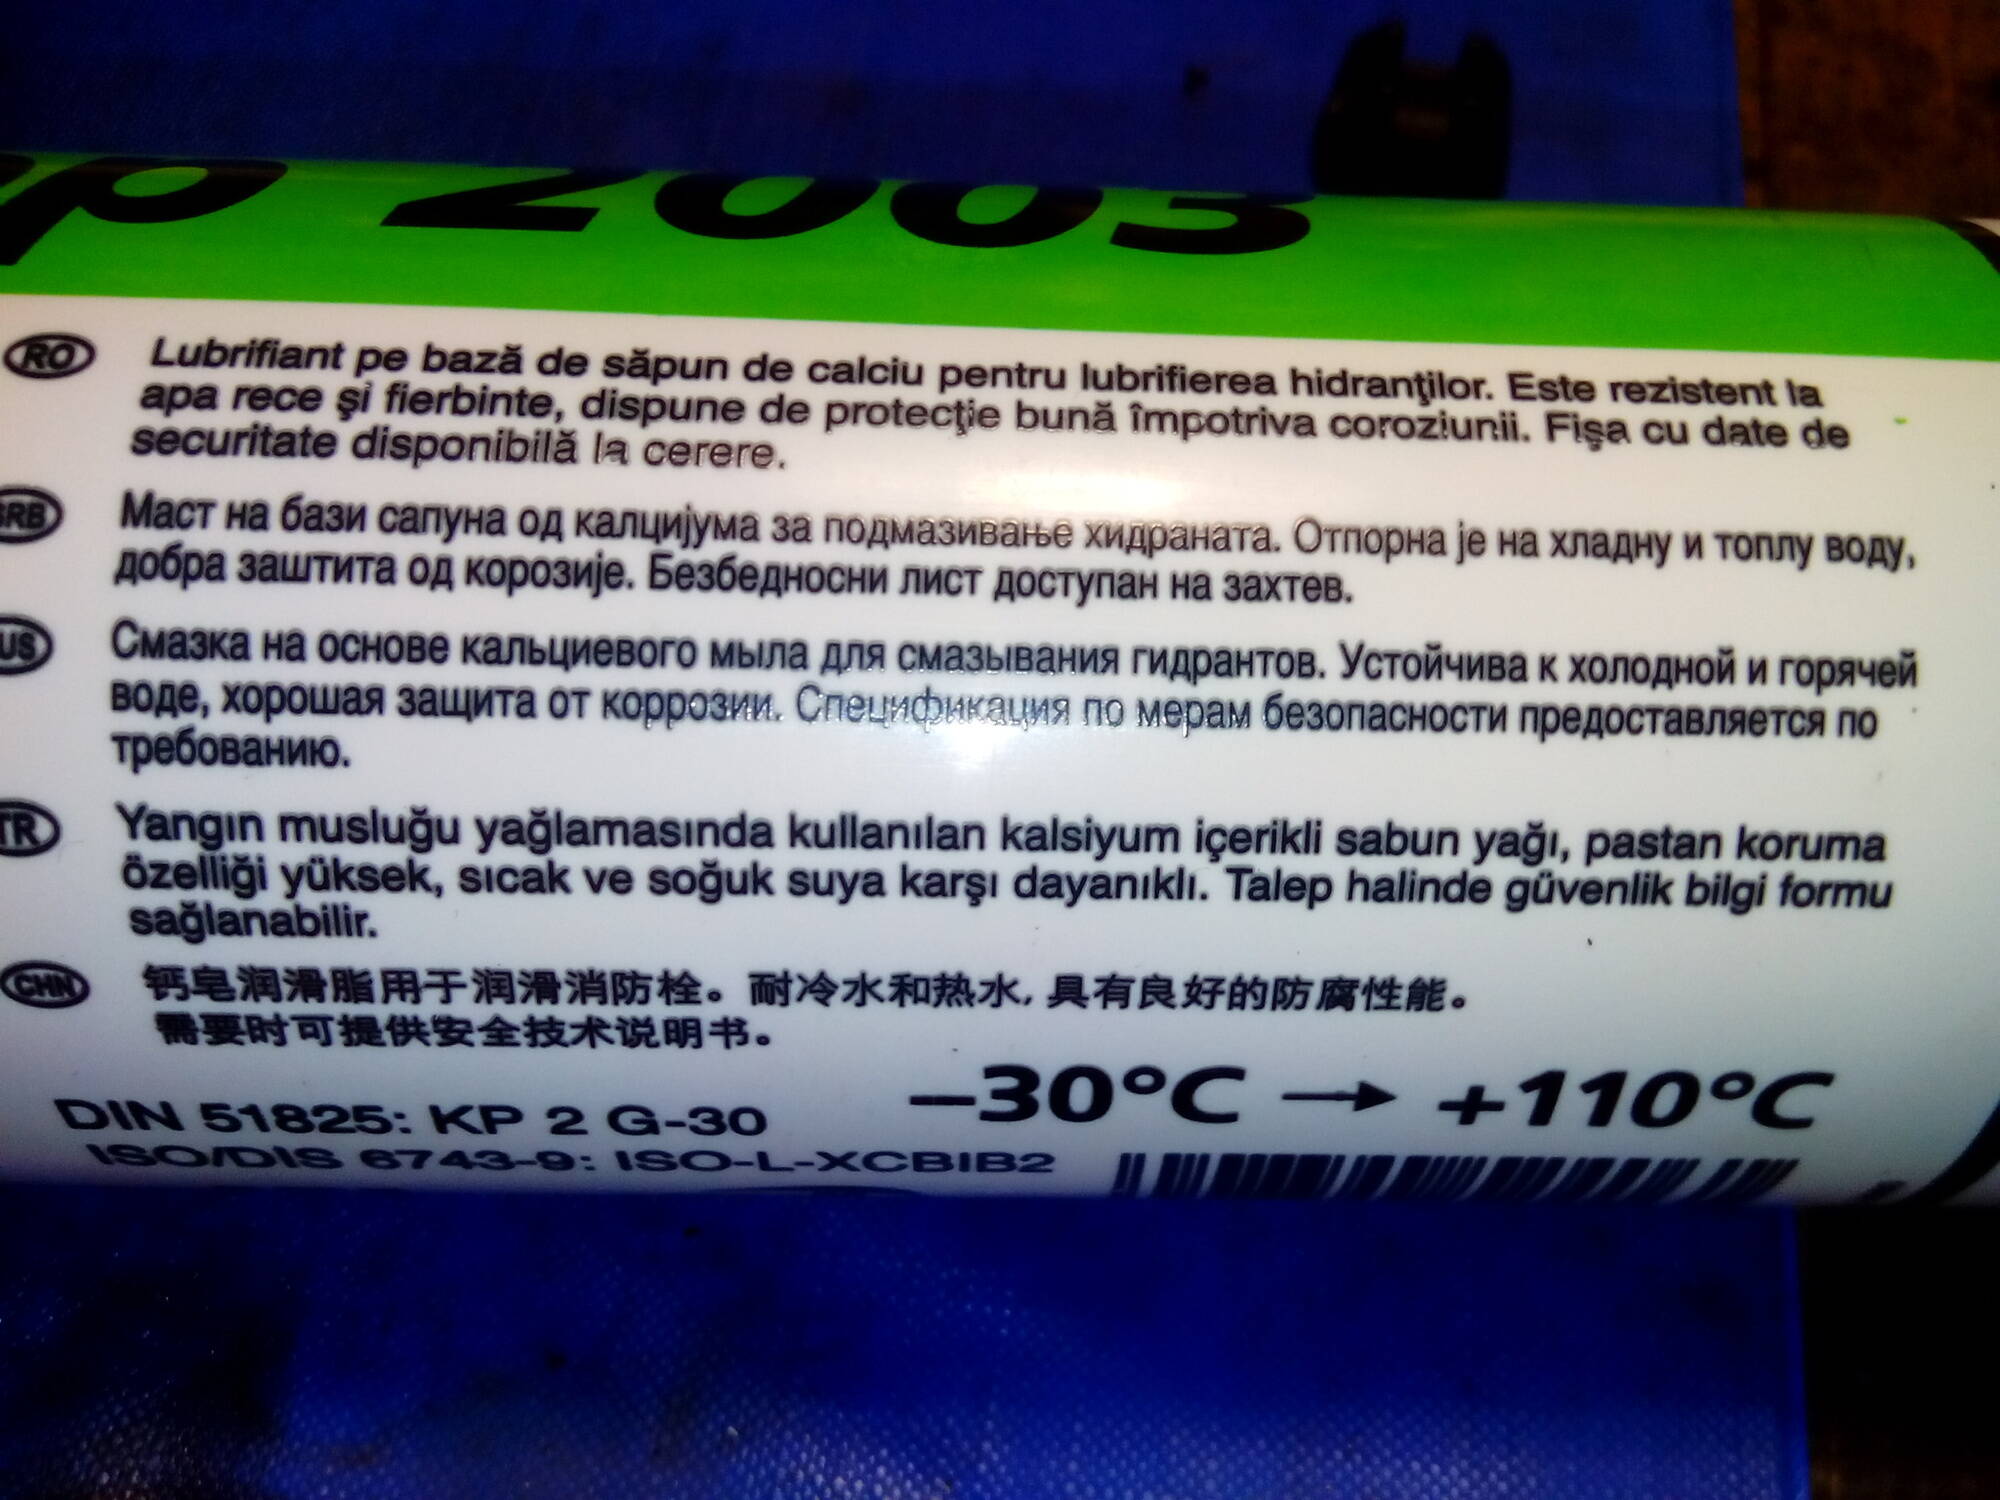 p 2003
RO Lubrifiant pe bază de săpun de calciu pentru lubrifierea hidranţilor. Este rezistent la
apa rece şi fierbinte, dispune de protecţie bună împotriva coroziunii. Fişa cu date de
securitate disponibilă la cerere.
SRB Маст на бази сапуна од калцијума за подмазивање хидраната. Отпорна је на хладну и топлу воду,
добра заштита од корозије. Безбедносни лист доступан на захтев.
US Смазка на основе кальциевого мыла для смазывания гидрантов. Устойчива к холодной и горячей
воде, хорошая защита от коррозии. Спецификация по мерам безопасности предоставляется по
требованию.
TR Yangın musluğu yağlamasında kullanılan kalsiyum içerikli sabun yağı, pastan koruma
özelliği yüksek, sıcak ve soğuk suya karşı dayanıklı. Talep halinde güvenlik bilgi formu
sağlanabilir.
CHN 钙皂润滑脂用于润滑消防栓。耐冷水和热水, 具有良好的防腐性能。
需要时可提供安全技术说明书。
–30°C → +110°C
DIN 51825: KP 2 G-30
ISO/DIS 6743-9: ISO-L-XCBIB2